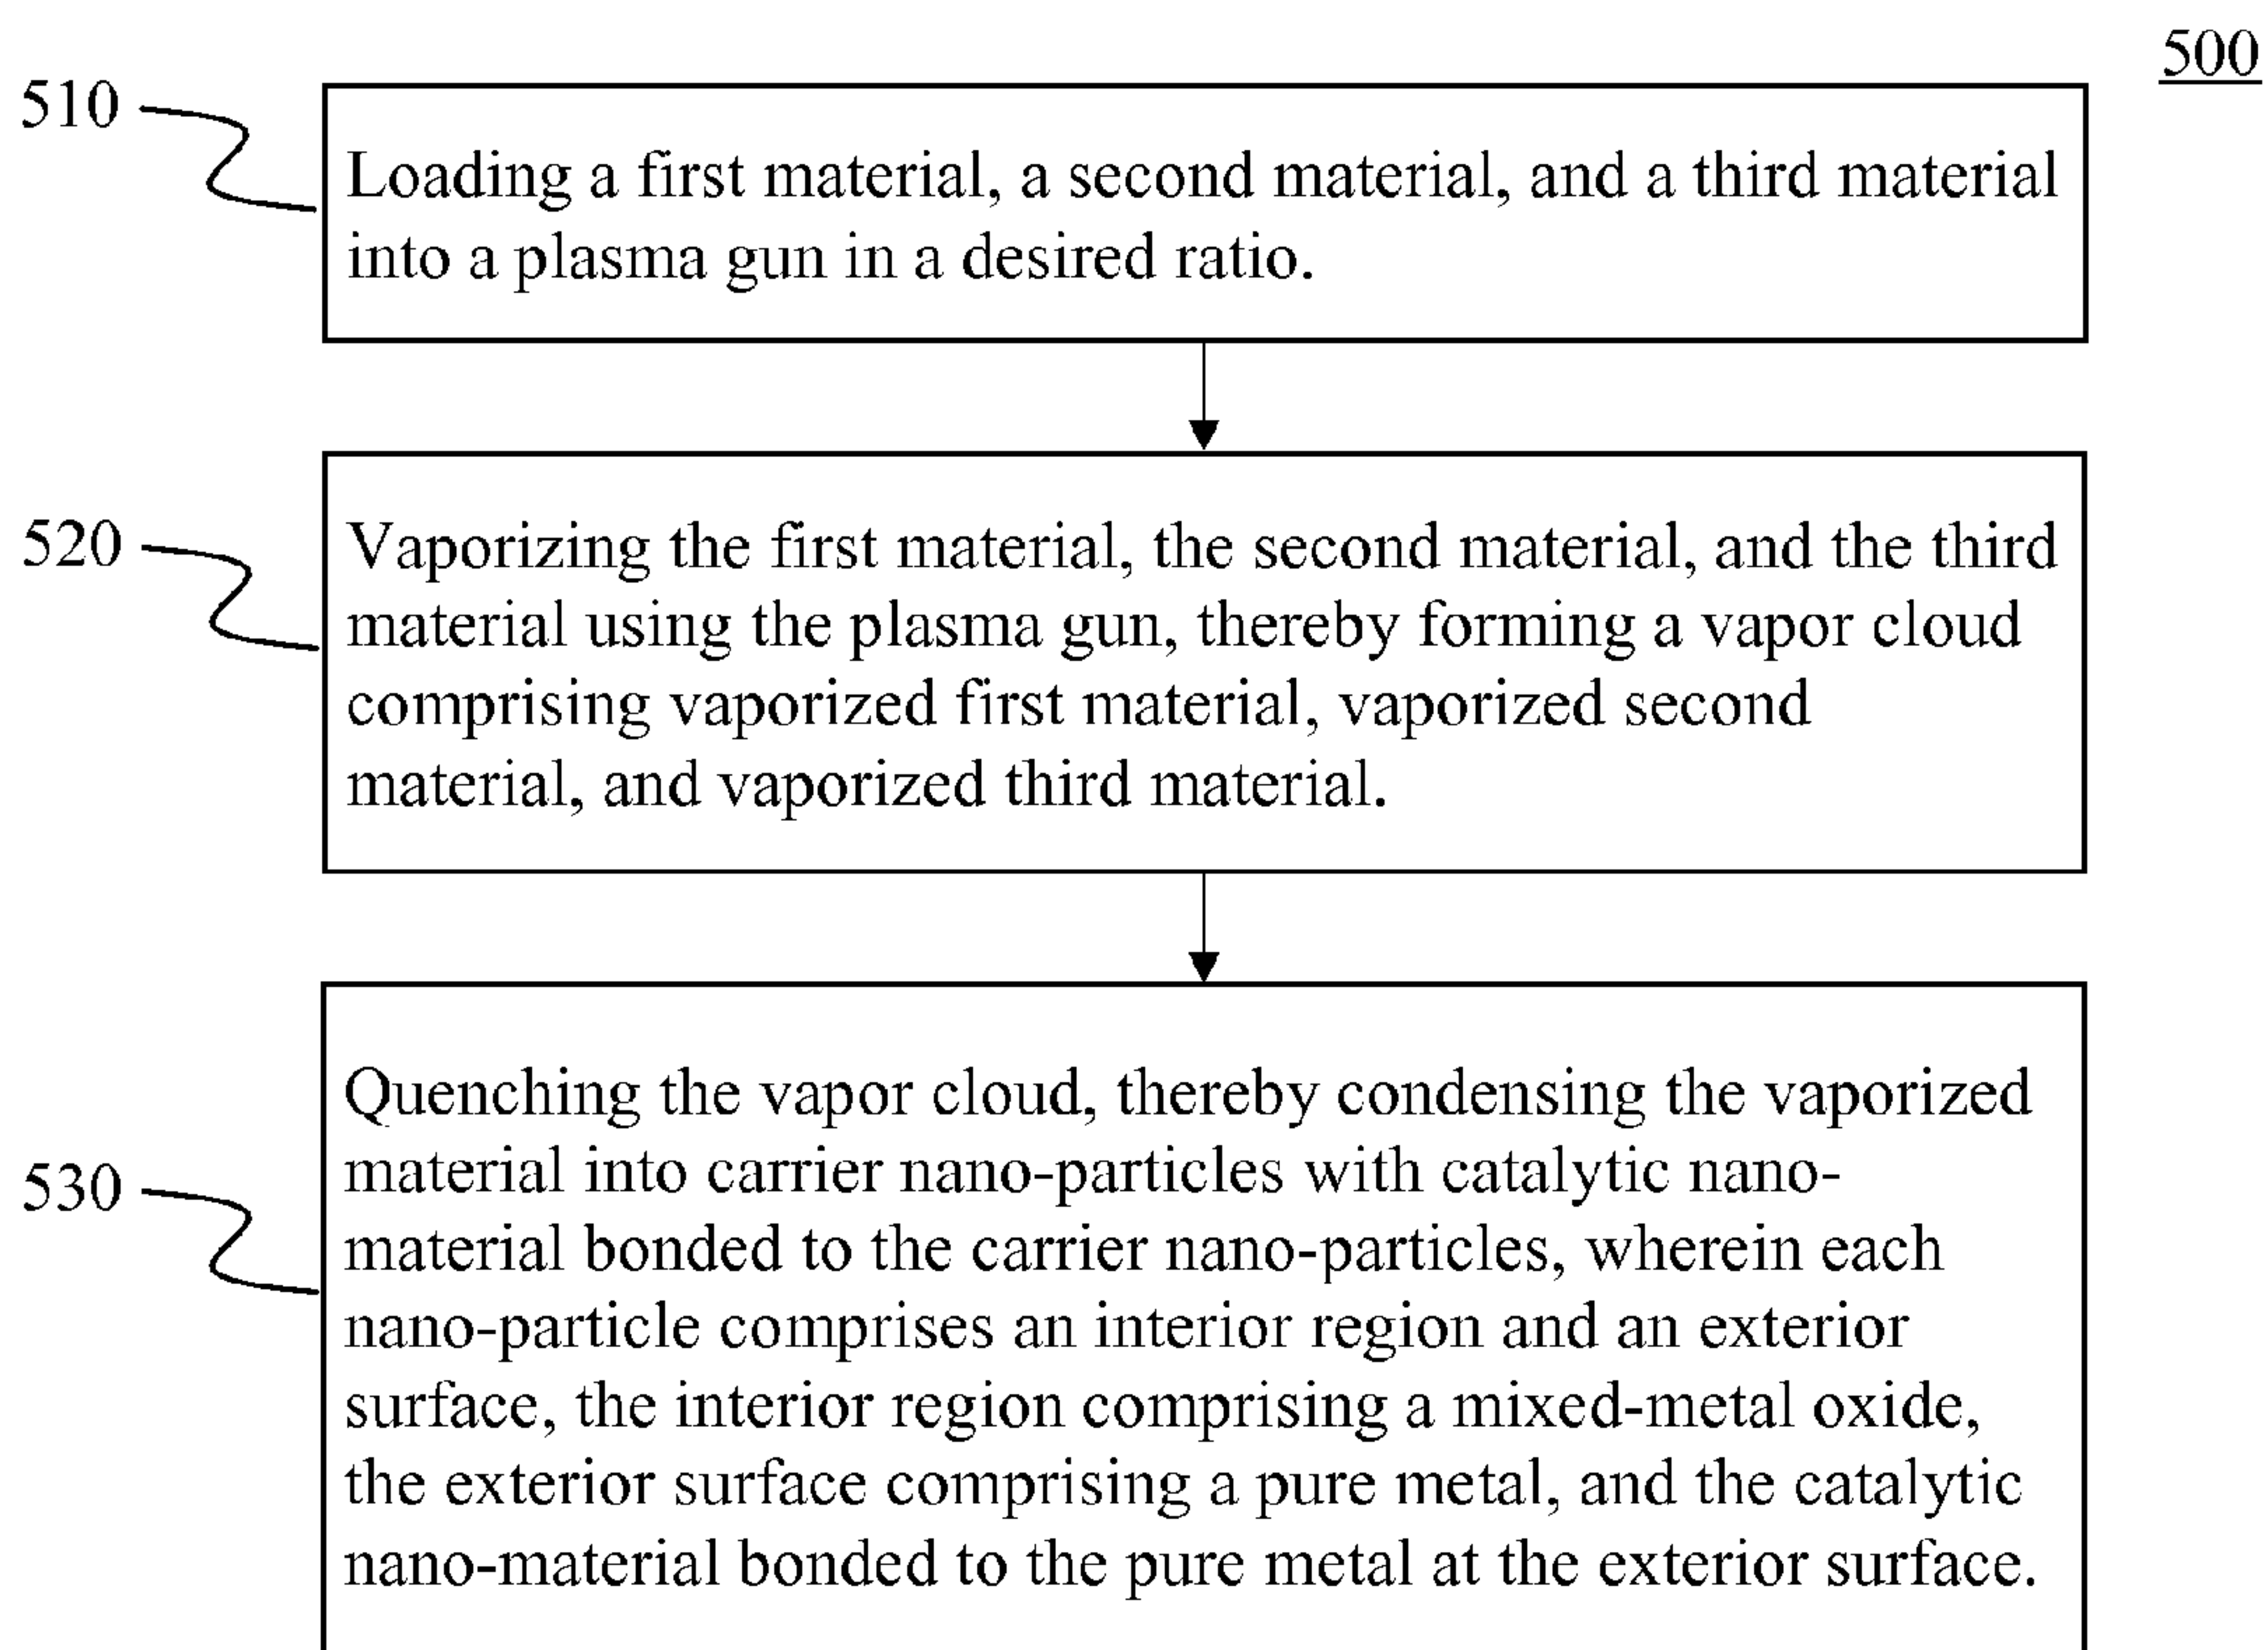 500
510
Loading a first material, a second material, and a third material
into a plasma gun in a desired ratio.
520
Vaporizing the first material, the second material, and the third
material using the plasma gun, thereby forming a vapor cloud
comprising vaporized first material, vaporized second
material, and vaporized third material.
530
Quenching the vapor cloud, thereby condensing the vaporized
material into carrier nano-particles with catalytic nano-
material bonded to the carrier nano-particles, wherein each
nano-particle comprises an interior region and an exterior
surface, the interior region comprising a mixed-metal oxide,
the exterior surface comprising a pure metal, and the catalytic
nano-material bonded to the pure metal at the exterior surface.